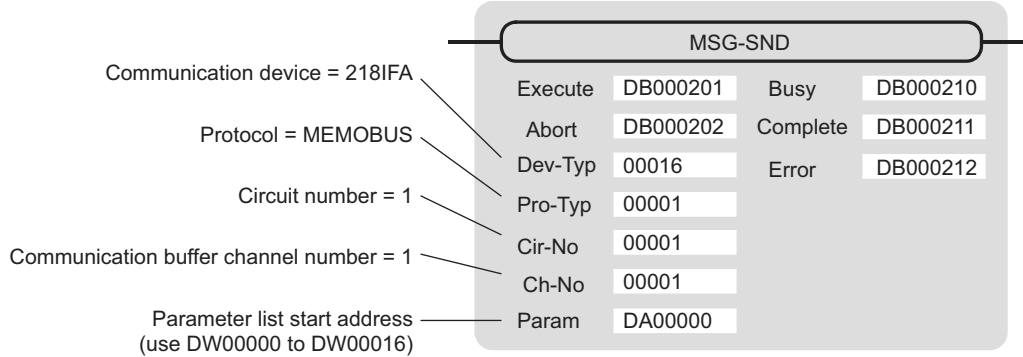 MSG-SND
Communication device = 218IFA
Execute DB000201 Busy DB000210
Protocol = MEMOBUS
Abort DB000202 Complete DB000211
Dev-Typ 00016 Error DB000212
Circuit number = 1
Pro-Typ 00001
Cir-No 00001
Communication buffer channel number = 1
Ch-No 00001
Parameter list start address
(use DW00000 to DW00016)
Param DA00000